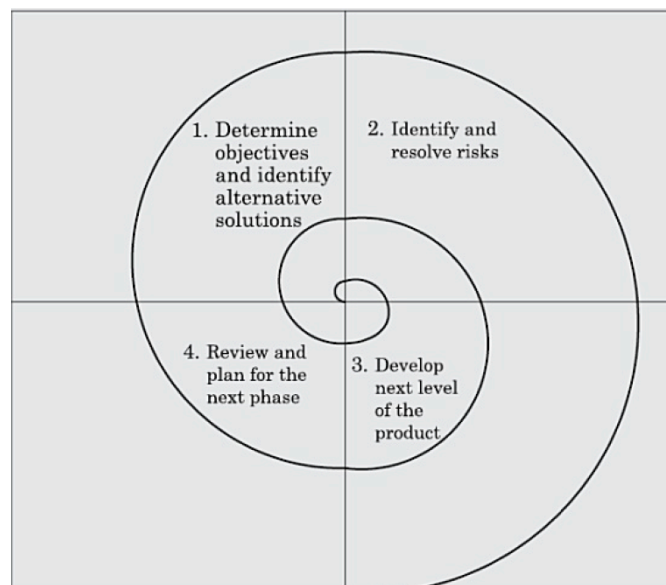 1. Determine
objectives
and identify
alternative
solutions
2. Identify and
resolve risks
4. Review and
plan for the
next phase
3. Develop
next level
of the
product